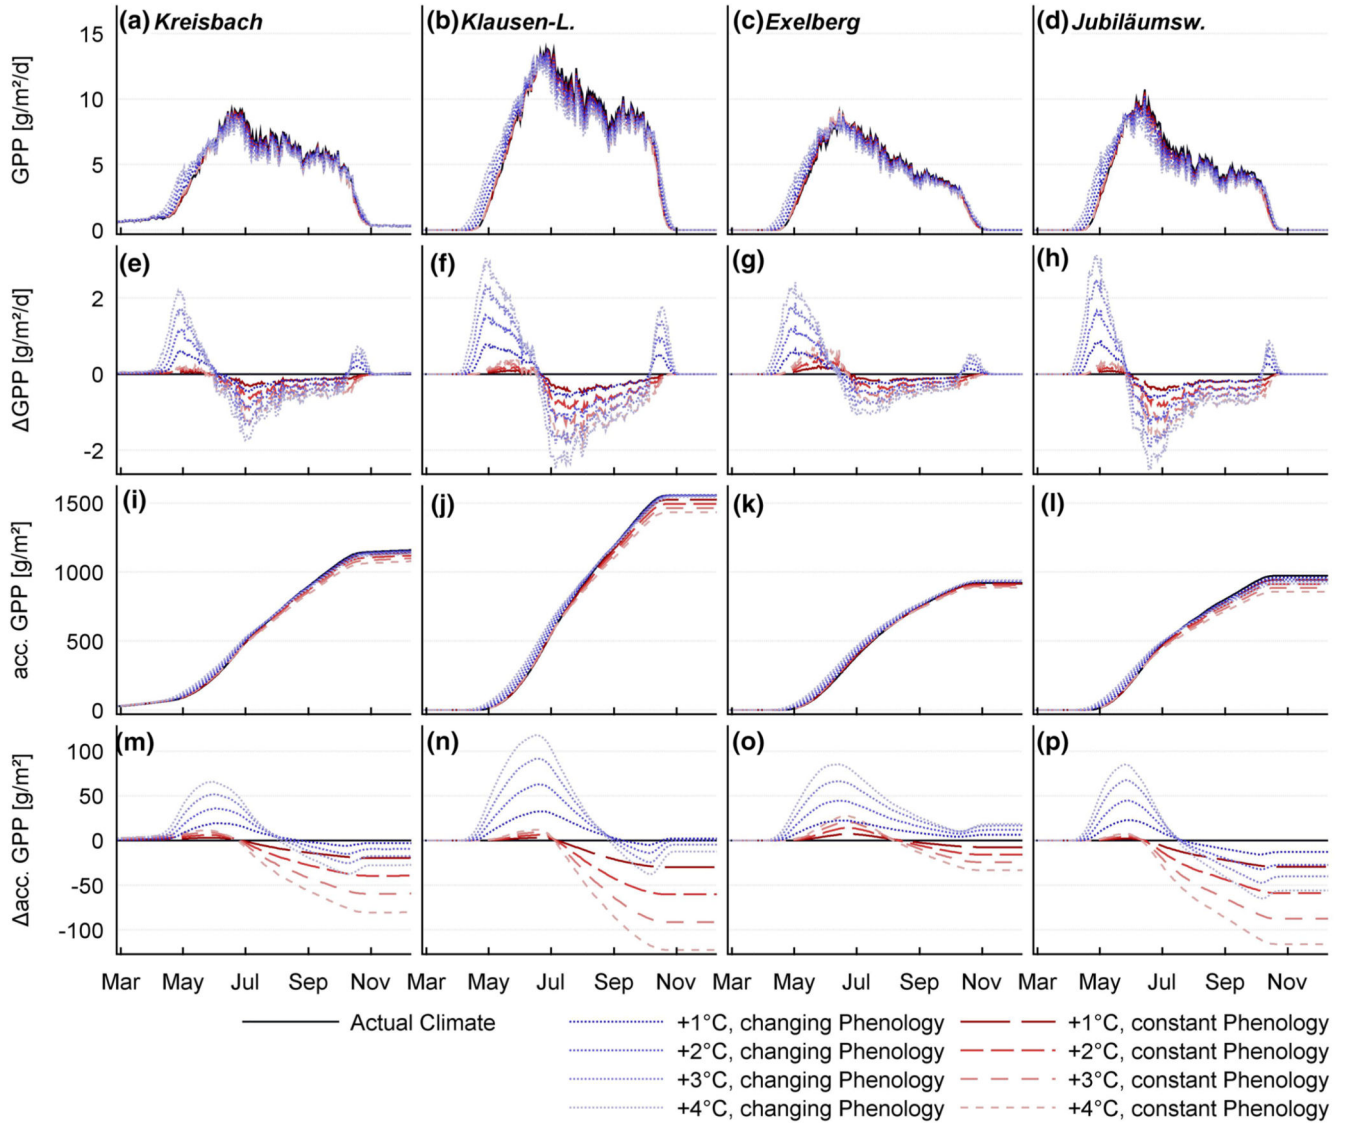 (a) Kreisbach (b) Klausen-L. (c) Exelberg (d) Jubiläumsw.
GPP [g/m²/d]
15
10
5
0
(e) (f) (g) (h)
ΔGPP [g/m²/d]
2
0
-2
(i) (j) (k) (l)
acc. GPP [g/m²]
1500
1000
500
0
(m) (n) (o) (p)
Δacc. GPP [g/m²]
100
50
0
-50
-100
Mar May Jul Sep Nov Mar May Jul Sep Nov Mar May Jul Sep Nov Mar May Jul Sep Nov
Actual Climate +1°C, changing Phenology +1°C, constant Phenology
+2°C, changing Phenology +2°C, constant Phenology
+3°C, changing Phenology +3°C, constant Phenology
+4°C, changing Phenology +4°C, constant Phenology